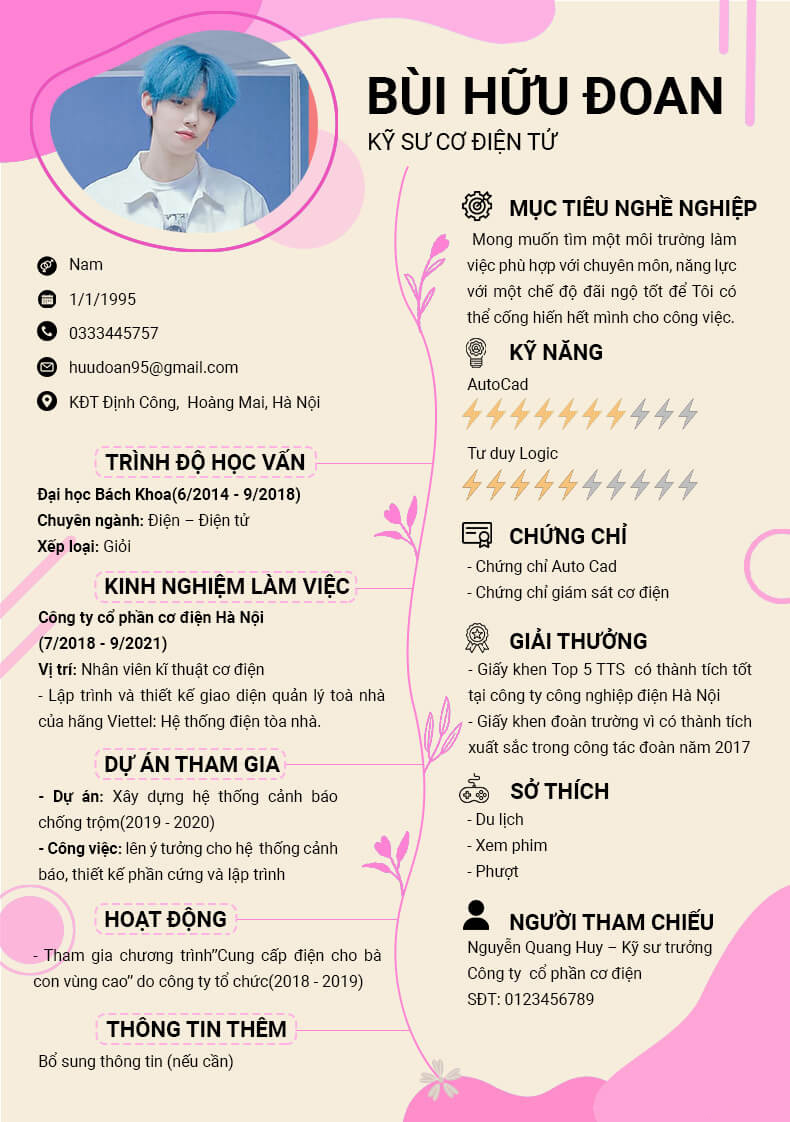 BÙI HỮU ĐOAN
KỸ SƯ CƠ ĐIỆN TỬ
Nam
1/1/1995
0333445757
huudoan95@gmail.com
KĐT Định Công, Hoàng Mai, Hà Nội
TRÌNH ĐỘ HỌC VẤN
Đại học Bách Khoa(6/2014 - 9/2018)
Chuyên ngành: Điện – Điện tử
Xếp loại: Giỏi
KINH NGHIỆM LÀM VIỆC
Công ty cổ phần cơ điện Hà Nội
(7/2018 - 9/2021)
Vị trí: Nhân viên kĩ thuật cơ điện
- Lập trình và thiết kế giao diện quản lý toà nhà
của hãng Viettel: Hệ thống điện tòa nhà.
DỰ ÁN THAM GIA
- Dự án: Xây dựng hệ thống cảnh báo
chống trộm(2019 - 2020)
- Công việc: lên ý tưởng cho hệ thống cảnh
báo, thiết kế phần cứng và lập trình
HOẠT ĐỘNG
- Tham gia chương trình”Cung cấp điện cho bà
con vùng cao” do công ty tổ chức(2018 - 2019)
THÔNG TIN THÊM
Bổ sung thông tin (nếu cần)
MỤC TIÊU NGHỀ NGHIỆP
Mong muốn tìm một môi trường làm
việc phù hợp với chuyên môn, năng lực
với một chế độ đãi ngộ tốt để Tôi có
thể cống hiến hết mình cho công việc.
KỸ NĂNG
AutoCad
Tư duy Logic
CHỨNG CHỈ
- Chứng chỉ Auto Cad
- Chứng chỉ giám sát cơ điện
GIẢI THƯỞNG
- Giấy khen Top 5 TTS có thành tích tốt
tại công ty công nghiệp điện Hà Nội
- Giấy khen đoàn trường vì có thành tích
xuất sắc trong công tác đoàn năm 2017
SỞ THÍCH
- Du lịch
- Xem phim
- Phượt
NGƯỜI THAM CHIẾU
Nguyễn Quang Huy – Kỹ sư trưởng
Công ty cổ phần cơ điện
SĐT: 0123456789